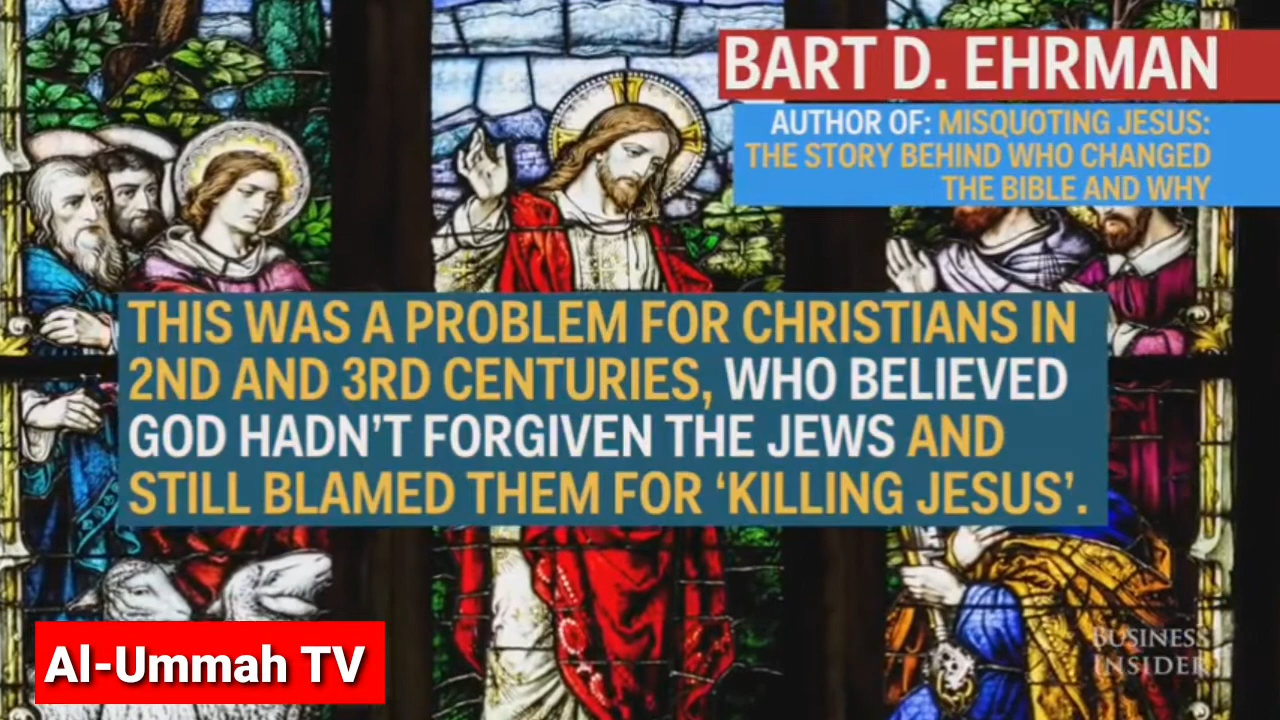 BART D. EHRMAN
AUTHOR OF: MISQUOTING JESUS:
THE STORY BEHIND WHO CHANGED
THE BIBLE AND WHY
THIS WAS A PROBLEM FOR CHRISTIANS IN
2ND AND 3RD CENTURIES, WHO BELIEVED
GOD HADN'T FORGIVEN THE JEWS AND
STILL BLAMED THEM FOR ‘KILLING JESUS’.
Al-Ummah TV
BUSINESS
INSIDER